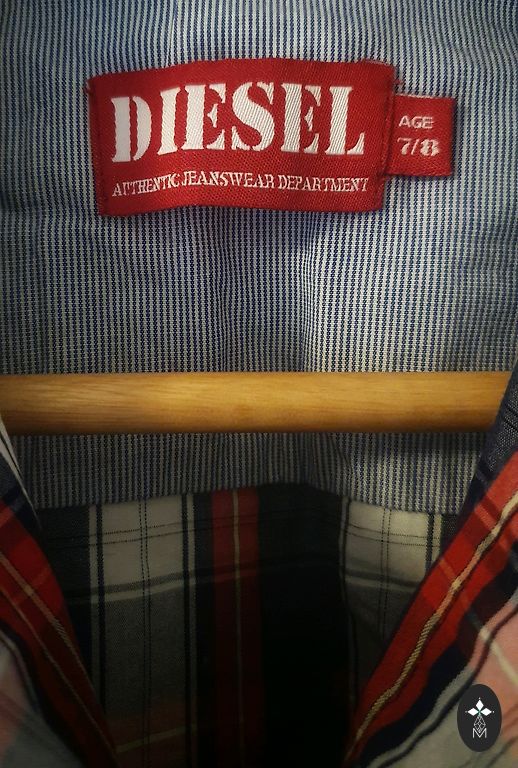 DIESEL
AUTHENTIC JEANSWEAR DEPARTMENT
AGE
7/8
M